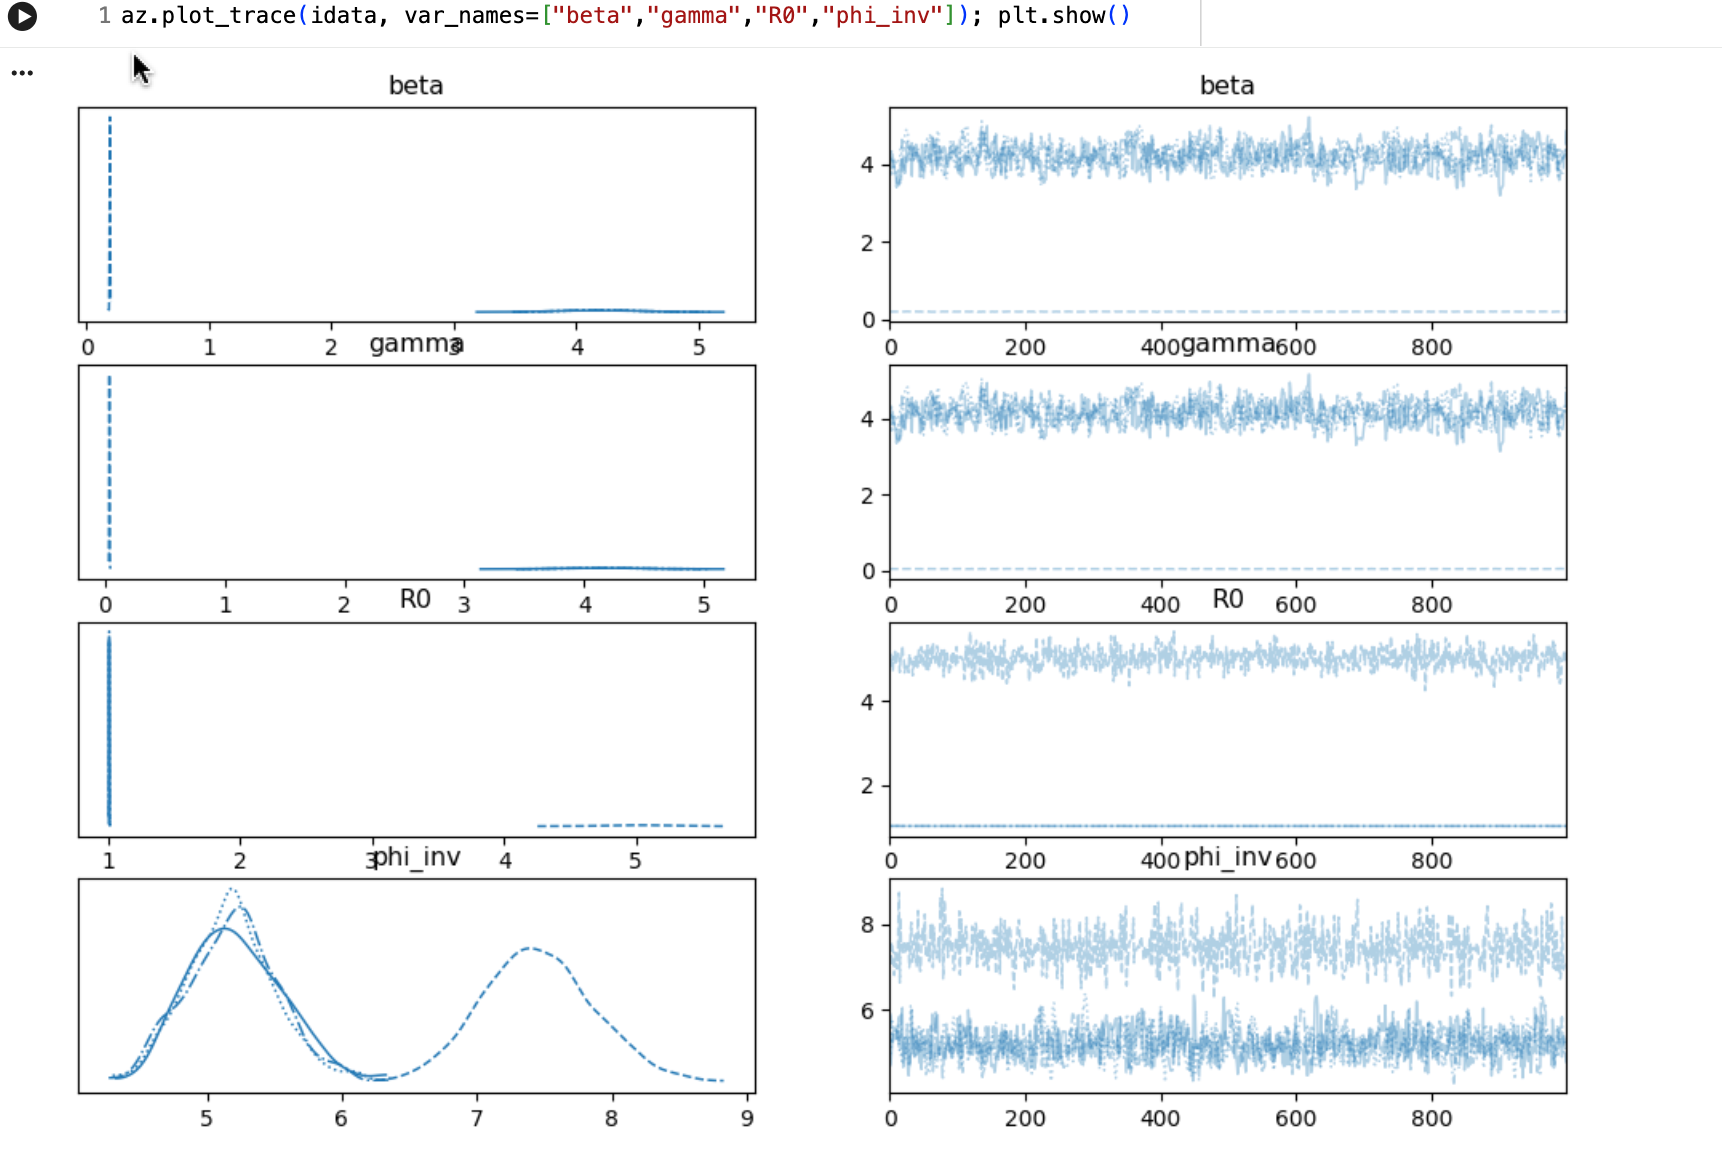 1 az.plot_trace(idata, var_names=["beta","gamma","R0","phi_inv"]); plt.show()
beta
beta
4
2
0
0 1 2 3 4 5
0 200 400 600 800
gamma
gamma
4
2
0
0 1 2 3 4 5
0 200 400 600 800
R0
R0
4
2
1 2 3 4 5
0 200 400 600 800
phi_inv
phi_inv
8
6
5 6 7 8 9
0 200 400 600 800